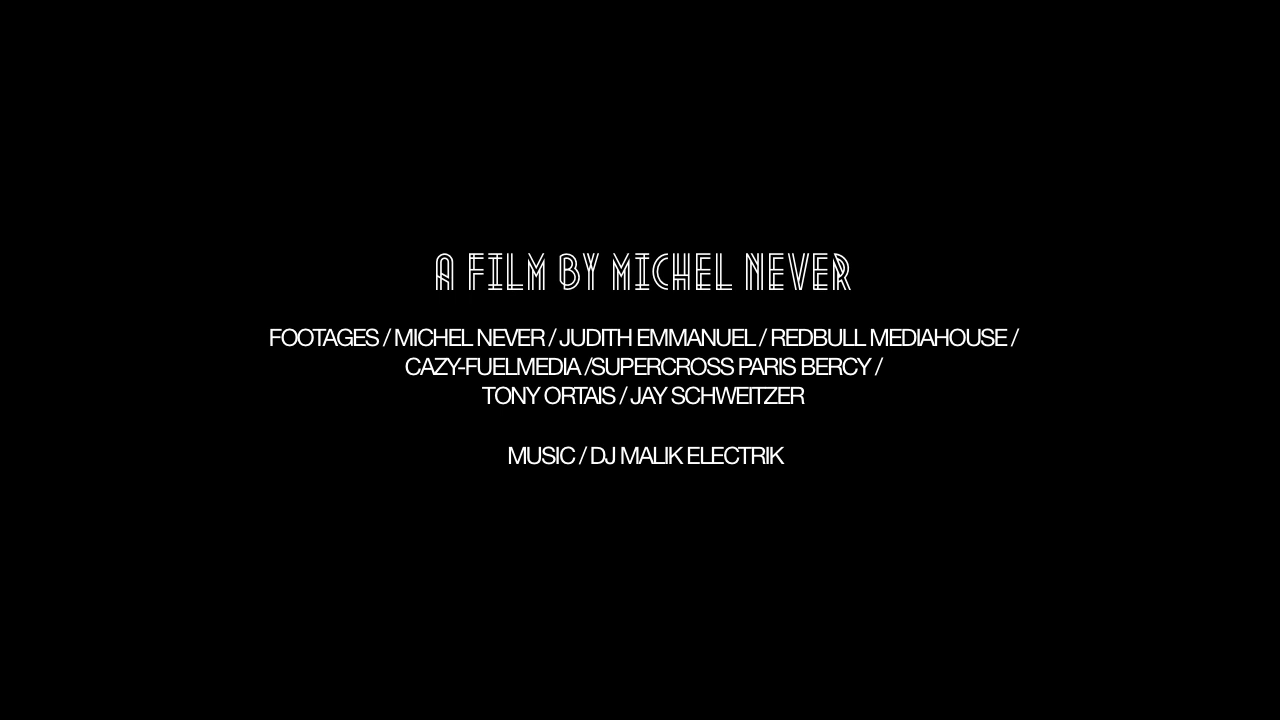 A FILM BY MICHEL NEVER
FOOTAGES / MICHEL NEVER / JUDITH EMMANUEL / REDBULL MEDIAHOUSE /
CAZY-FUELMEDIA /SUPERCROSS PARIS BERCY /
TONY ORTAIS / JAY SCHWEITZER
MUSIC / DJ MALIK ELECTRIK